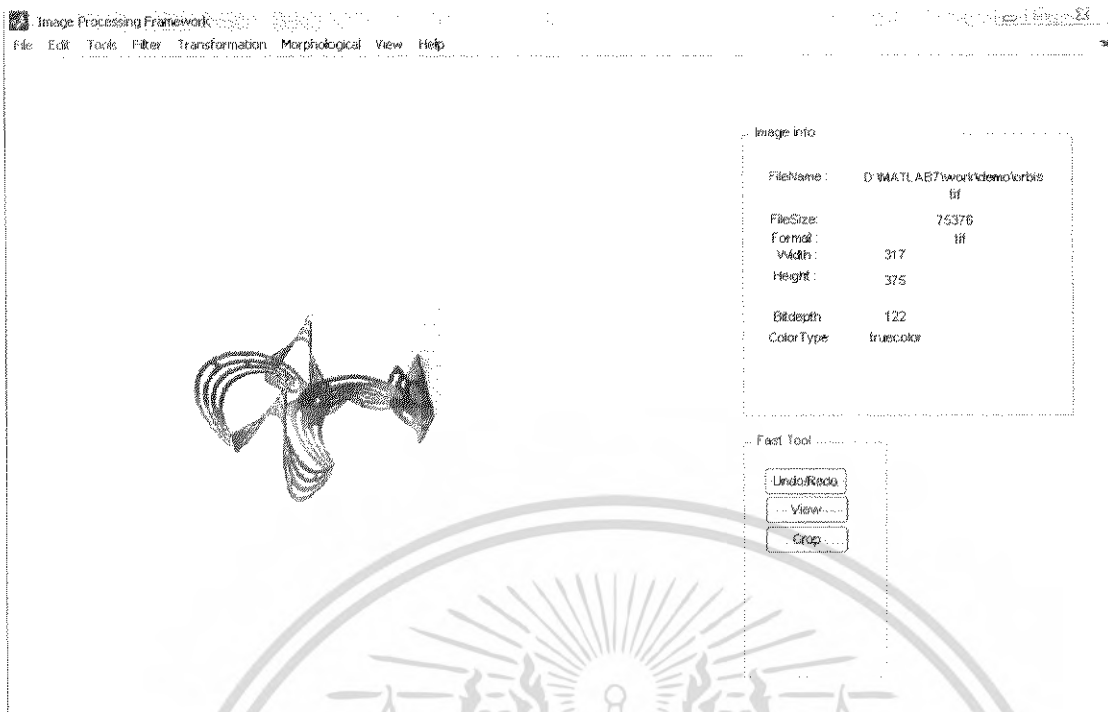 Image Processing Framework
File Edit Tools Filter Transformation Morphological View Help
Image info
FileName : D:\MATLAB7\work\demo\orbis
tif
FileSize: 75376
Format : tif
Width : 317
Height : 375
Bitdepth 122
ColorType truecolor
Fast Tool
Undo/Redo
View
Crop